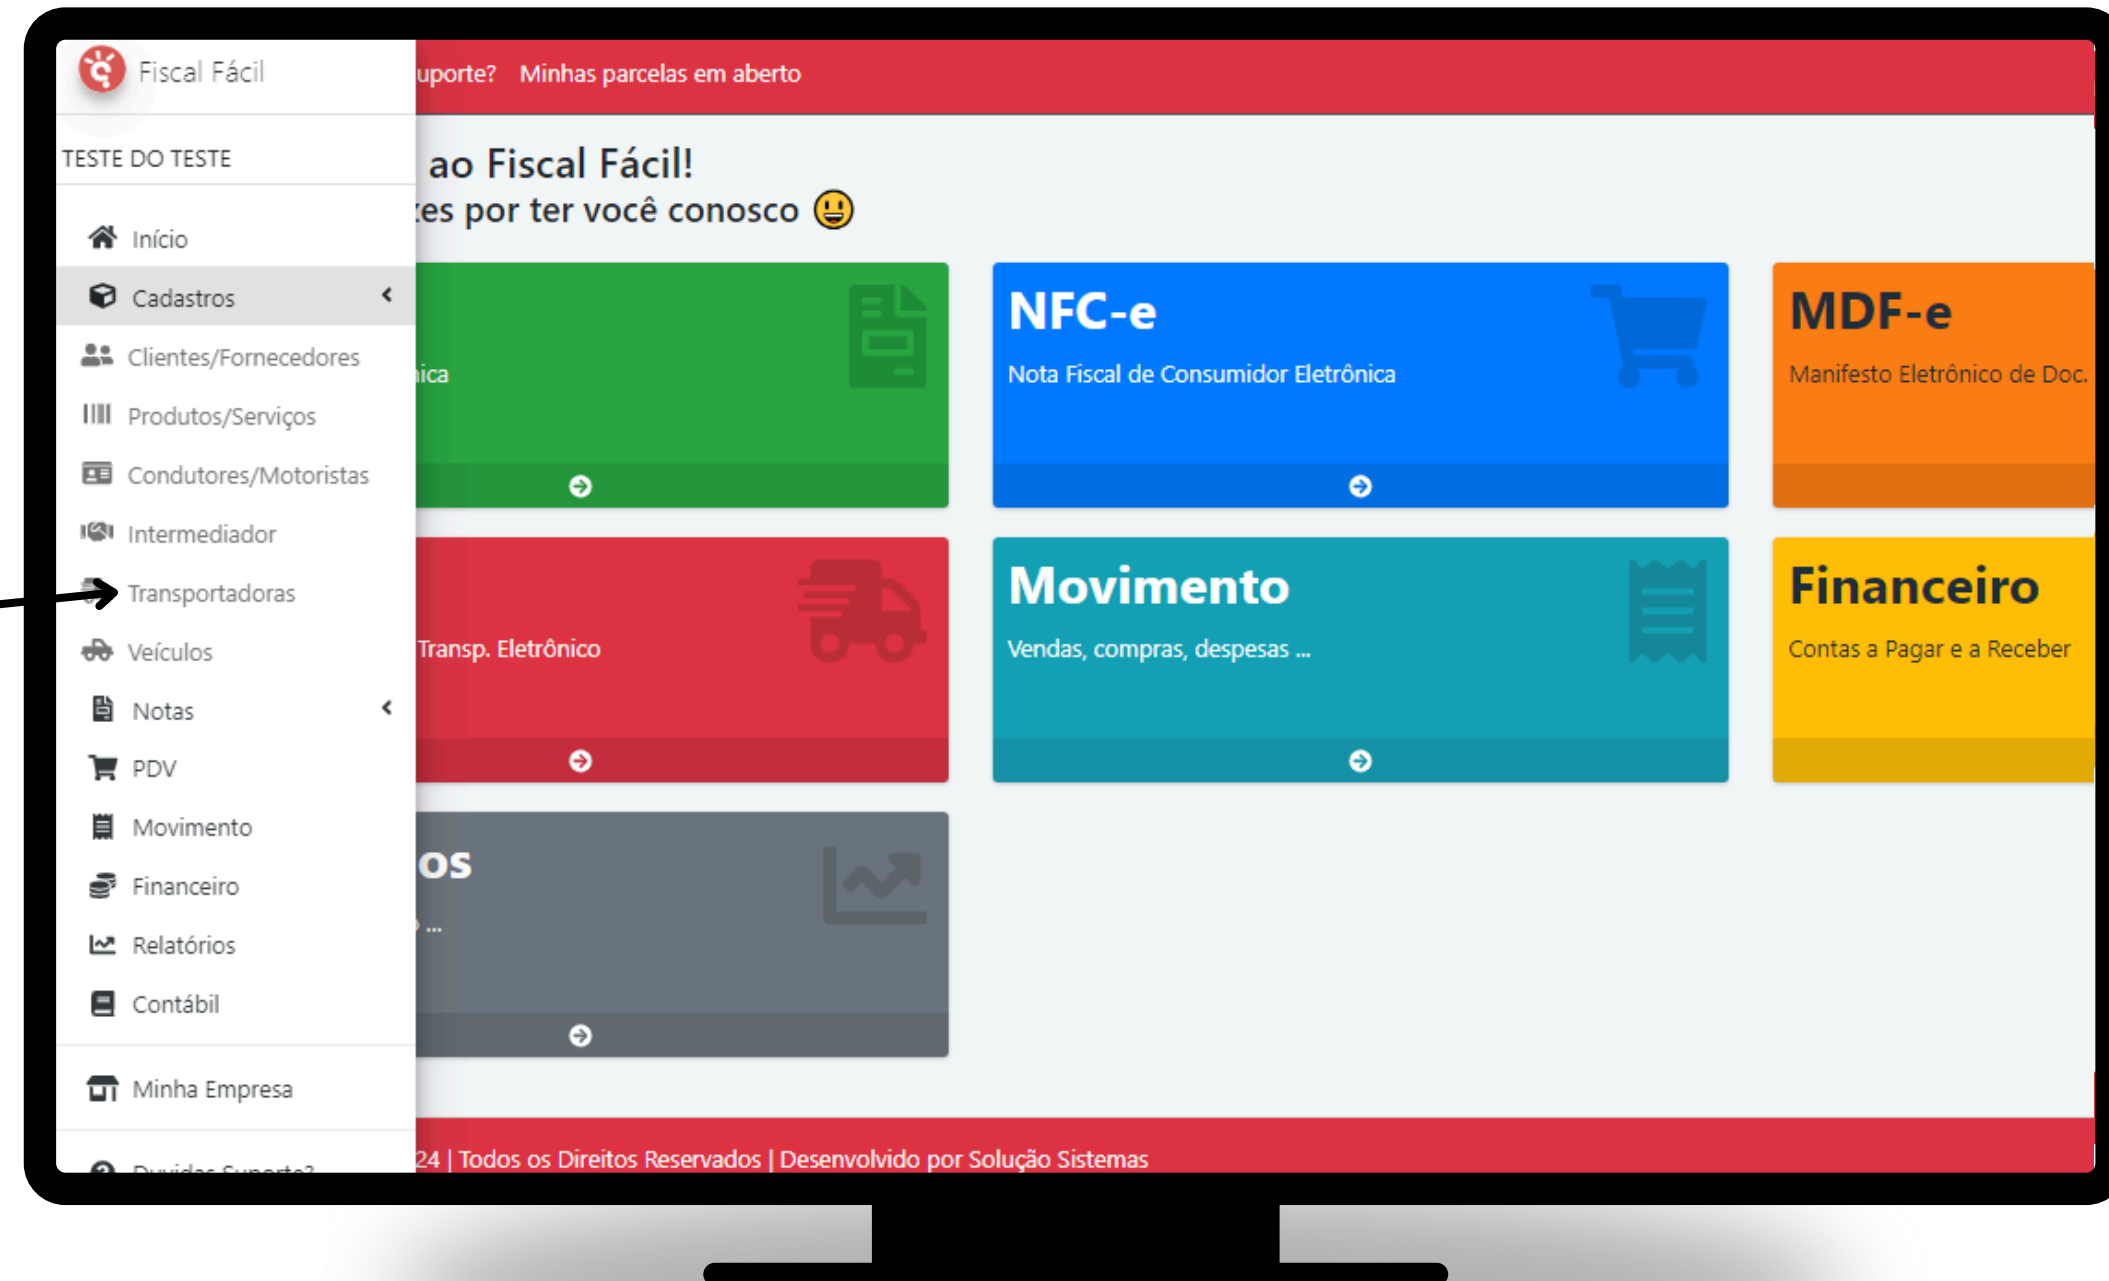 Fiscal Fácil
uporte? Minhas parcelas em aberto
TESTE DO TESTE
ao Fiscal Fácil!
es por ter você conosco
Início
Cadastros
Clientes/Fornecedores
Produtos/Serviços
Condutores/Motoristas
Intermediador
Transportadoras
Veículos
Notas
PDV
Movimento
Financeiro
Relatórios
Contábil
Minha Empresa
Duvidas Suporte?
nica
NFC-e
Nota Fiscal de Consumidor Eletrônica
MDF-e
Manifesto Eletrônico de Doc.
Transp. Eletrônico
Movimento
Vendas, compras, despesas ...
Financeiro
Contas a Pagar e a Receber
os
...
24 | Todos os Direitos Reservados | Desenvolvido por Solução Sistemas